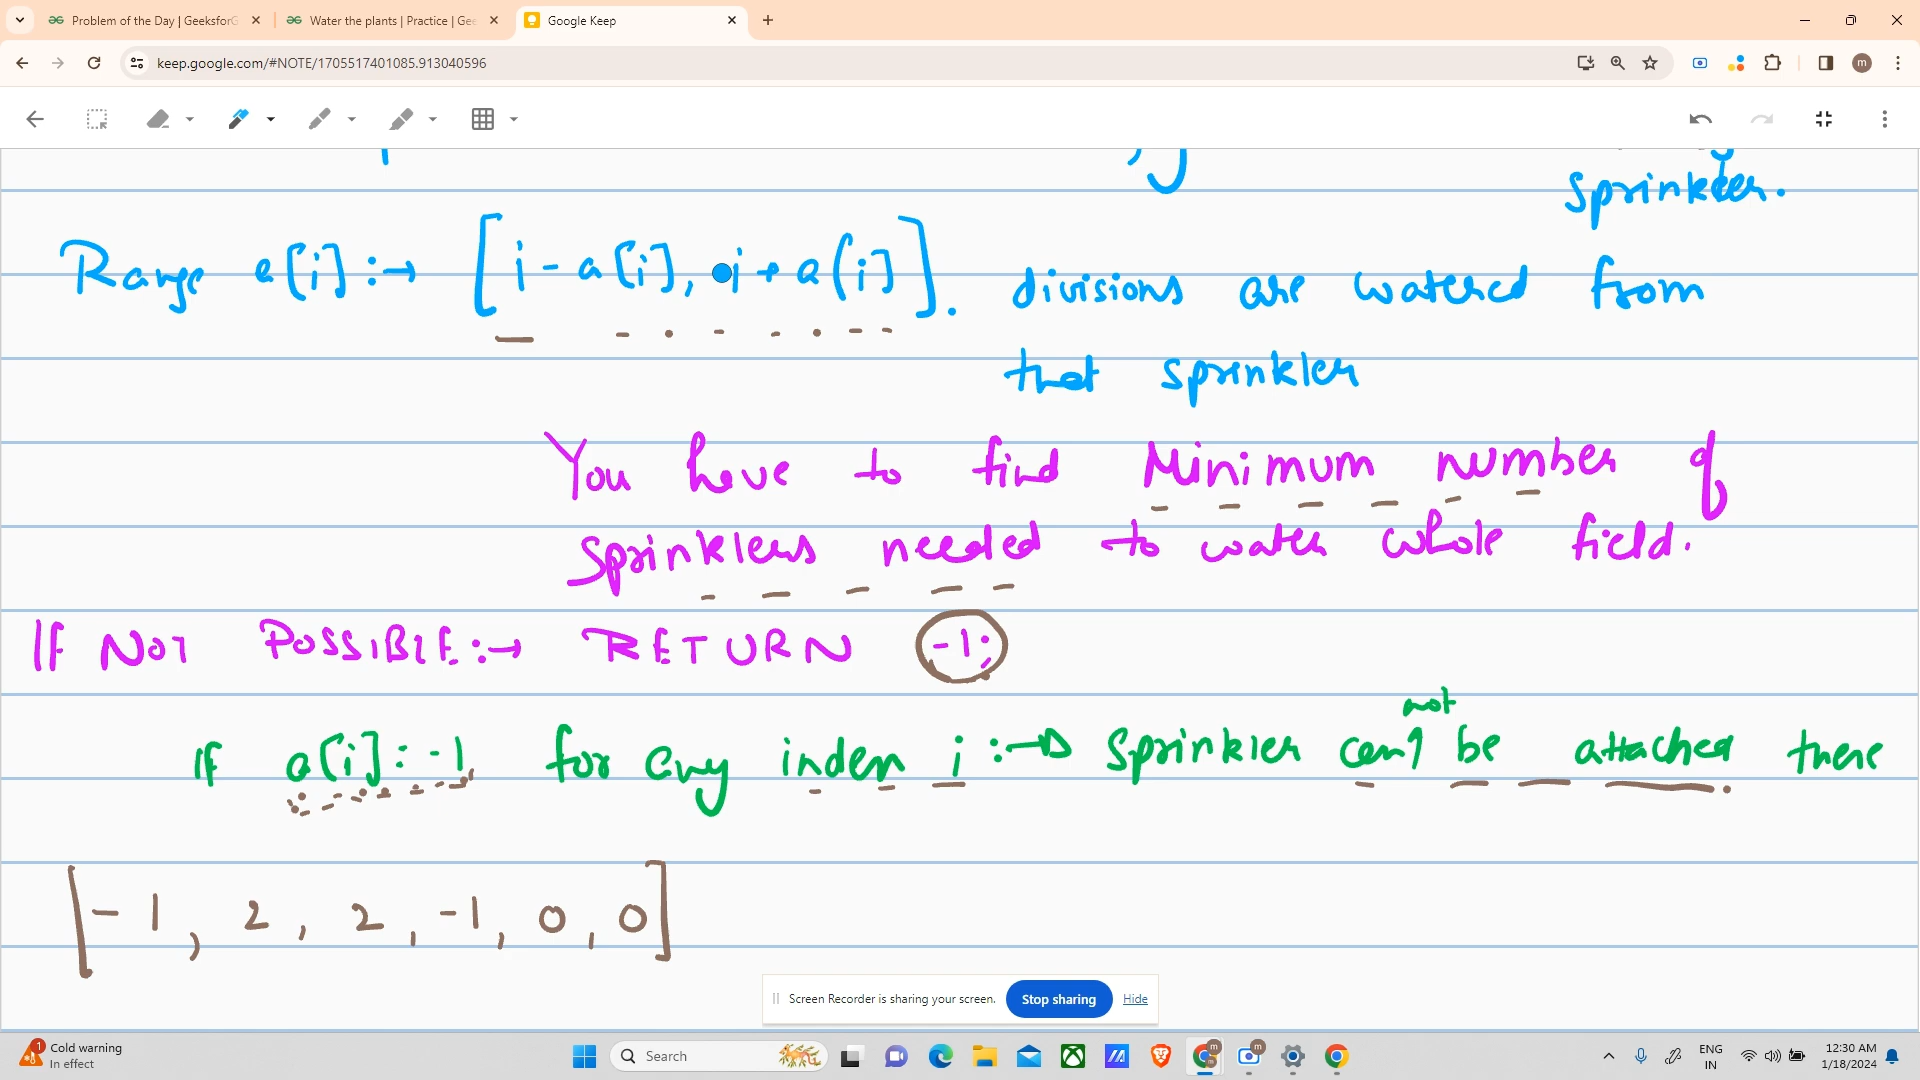 Problem of the Day | GeeksforG
Water the plants | Practice | Gee
Google Keep
keep.google.com/#NOTE/1705517401085.913040596
m
sprinkler.
Range a[i]:→ [i-a[i], i+a[i]]. divisions are watered from
that sprinkler
You have to find Minimum number of
sprinklers needed to water whole field.
IF NOT POSSIBLE:→ RETURN -1;
not
If a[i]:-1 for any index i:→ sprinkler can't be attached there
[-1, 2, 2, -1, 0, 0]
Screen Recorder is sharing your screen. Stop sharing Hide
1 Cold warning
In effect
Search
m
m
ENG
IN
12:30 AM
1/18/2024